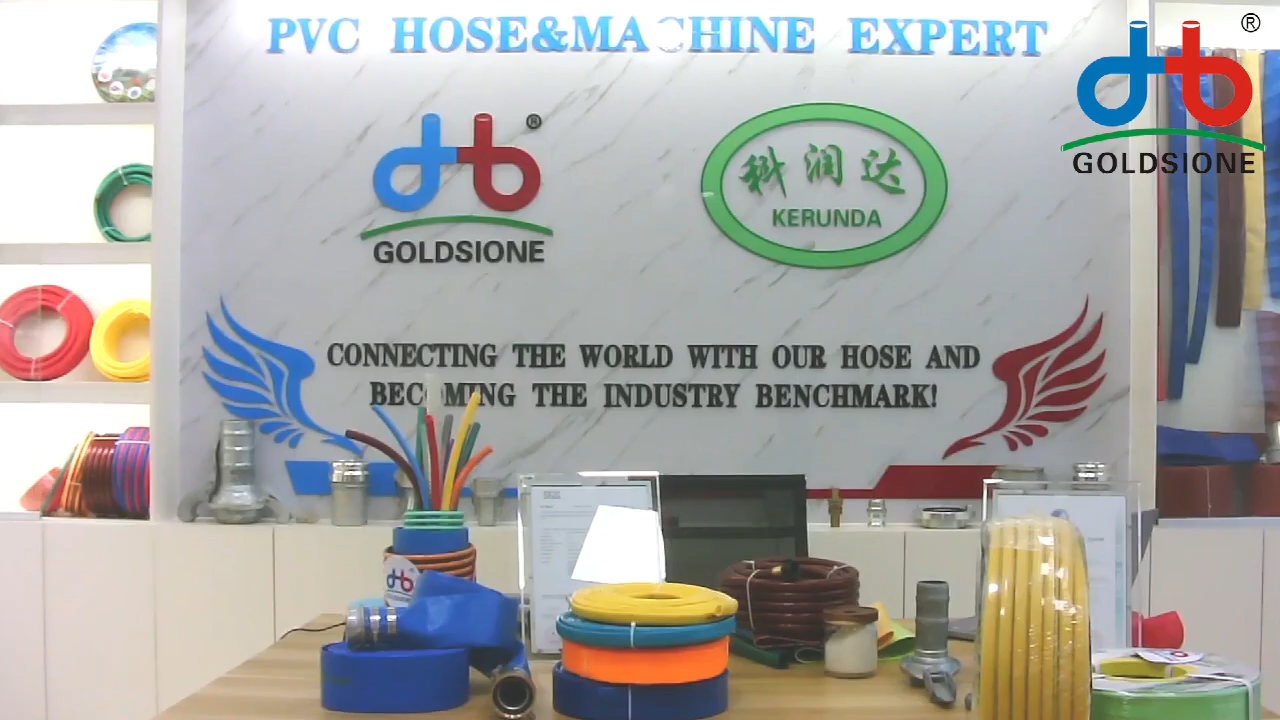 PVC HOSE&MACHINE EXPERT
®
GOLDSIONE
®
GOLDSIONE
科润达
KERUNDA
CONNECTING THE WORLD WITH OUR HOSE AND
BECOMING THE INDUSTRY BENCHMARK!